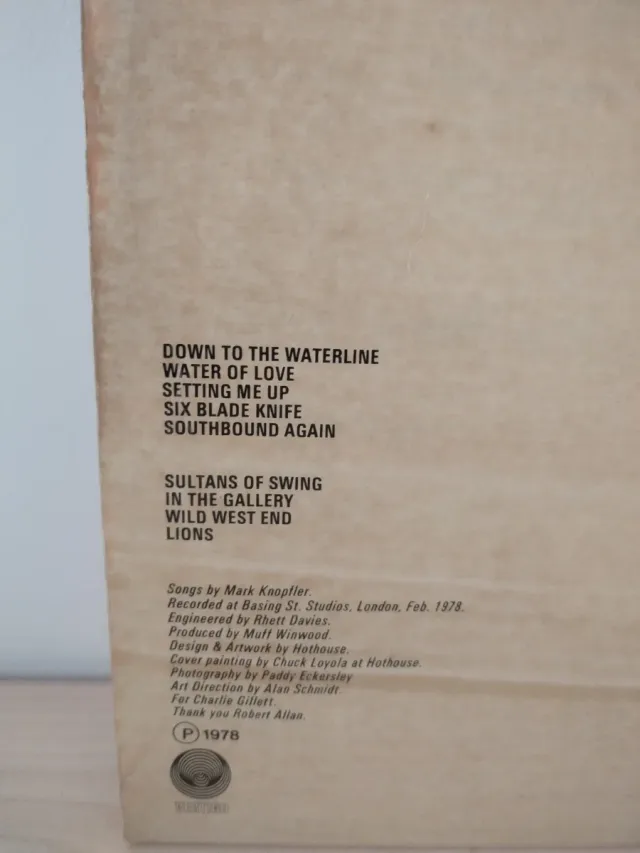 DOWN TO THE WATERLINE
WATER OF LOVE
SETTING ME UP
SIX BLADE KNIFE
SOUTHBOUND AGAIN
SULTANS OF SWING
IN THE GALLERY
WILD WEST END
LIONS
Songs by Mark Knopfler.
Recorded at Basing St. Studios, London, Feb. 1978.
Engineered by Rhett Davies.
Produced by Muff Winwood.
Design & Artwork by Hothouse.
Cover painting by Chuck Loyola at Hothouse.
Photography by Paddy Eckersley
Art Direction by Alan Schmidt.
For Charlie Gillett.
Thank you Robert Allan.
Ⓟ 1978